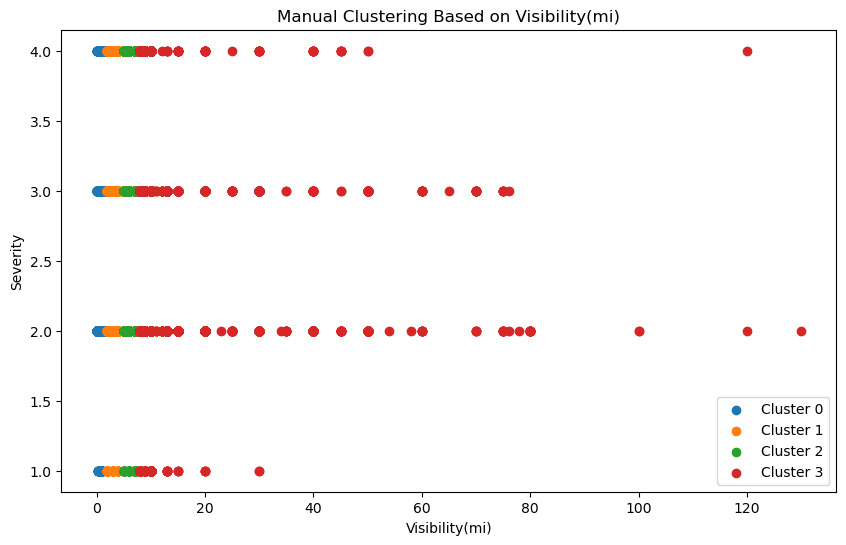 Manual Clustering Based on Visibility(mi)
4.0
3.5
3.0
2.5
2.0
1.5
1.0
Severity
Cluster 0
Cluster 1
Cluster 2
Cluster 3
0 20 40 60 80 100 120
Visibility(mi)